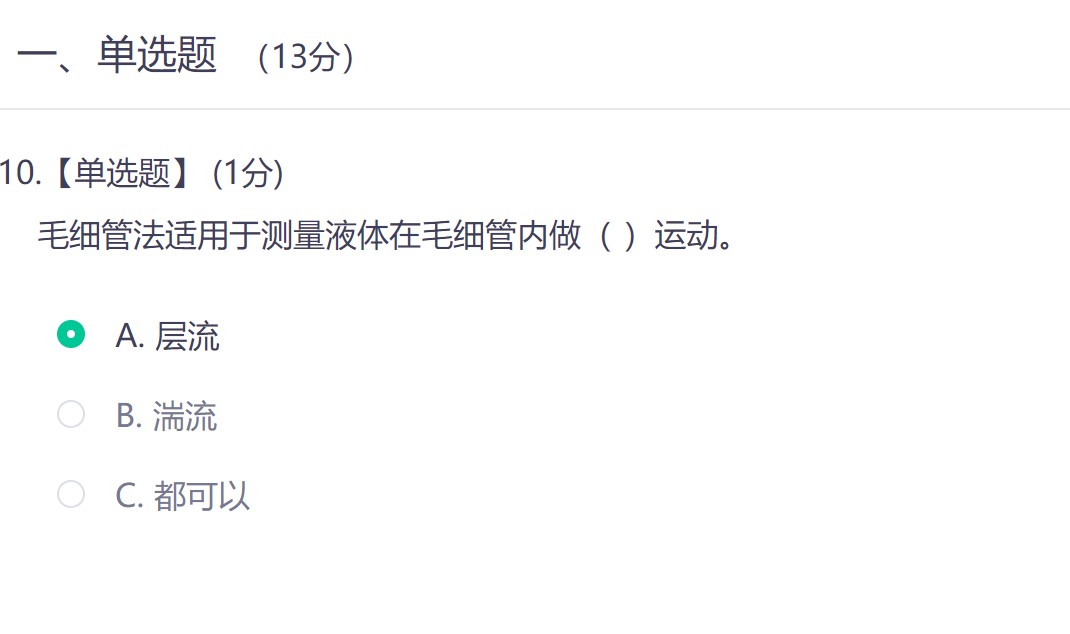 一、单选题 （13分）
10.【单选题】 (1分)
毛细管法适用于测量液体在毛细管内做（ ）运动。
A. 层流
B. 湍流
C. 都可以